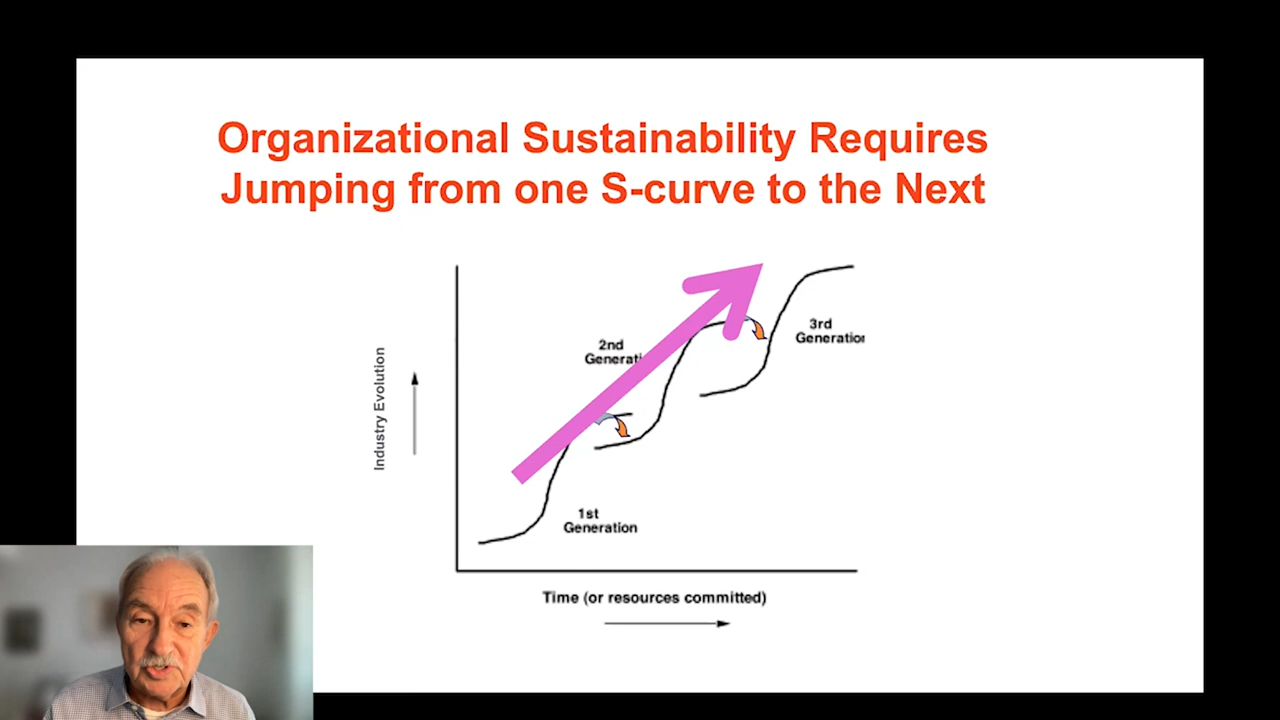 Organizational Sustainability Requires
Jumping from one S-curve to the Next
Industry Evolution
2nd
Generati
3rd
Generation
1st
Generation
Time (or resources committed)